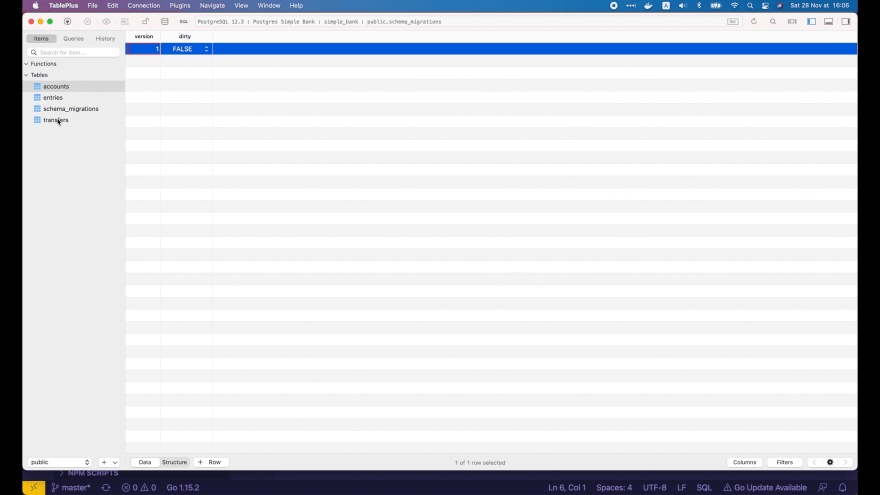 TablePlus File Edit Connection Plugins Navigate View Window Help Sat 28 Nov at 16:06
SQL PostgreSQL 12.3 : Postgres Simple Bank : simple_bank : public.schema_migrations
Items Queries History
Search for item...
Functions
Tables
accounts
entries
schema_migrations
transfers
version dirty
1 FALSE
public + Data Structure + Row 1 of 1 row selected Columns Filters
NPM SCRIPTS
master* 0 0 Go 1.15.2 Ln 6, Col 1 Spaces: 4 UTF-8 LF SQL Go Update Available